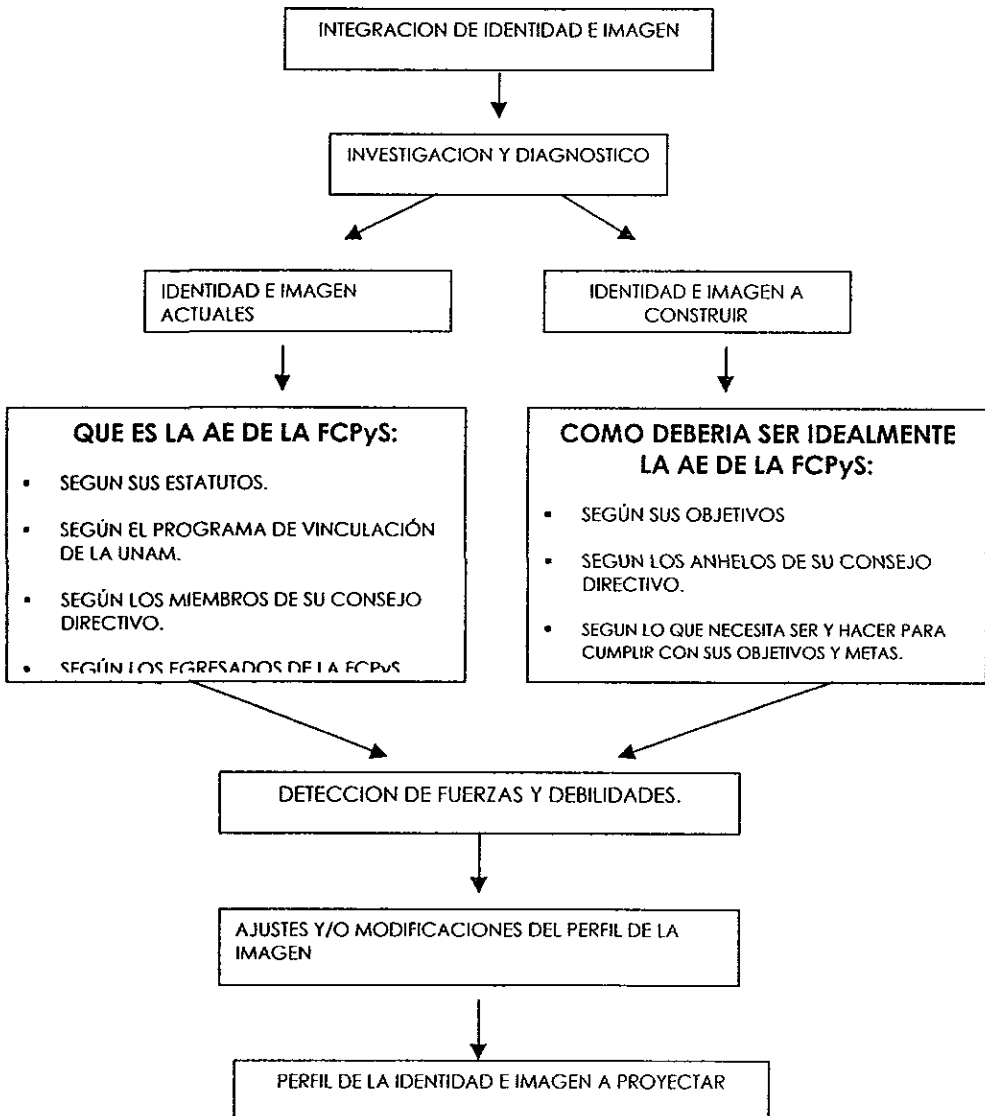 INTEGRACION DE IDENTIDAD E IMAGEN
INVESTIGACION Y DIAGNOSTICO
IDENTIDAD E IMAGEN
ACTUALES
IDENTIDAD E IMAGEN A
CONSTRUIR
QUE ES LA AE DE LA FCPyS:
▪ SEGUN SUS ESTATUTOS.
▪ SEGÚN EL PROGRAMA DE VINCULACIÓN
DE LA UNAM.
▪ SEGÚN LOS MIEMBROS DE SU CONSEJO
DIRECTIVO.
▪ SEGÚN LOS EGRESADOS DE LA FCPyS
COMO DEBERIA SER IDEALMENTE
LA AE DE LA FCPyS:
▪ SEGÚN SUS OBJETIVOS
▪ SEGUN LOS ANHELOS DE SU CONSEJO
DIRECTIVO.
▪ SEGUN LO QUE NECESITA SER Y HACER PARA
CUMPLIR CON SUS OBJETIVOS Y METAS.
DETECCION DE FUERZAS Y DEBILIDADES.
AJUSTES Y/O MODIFICACIONES DEL PERFIL DE LA
IMAGEN
PERFIL DE LA IDENTIDAD E IMAGEN A PROYECTAR